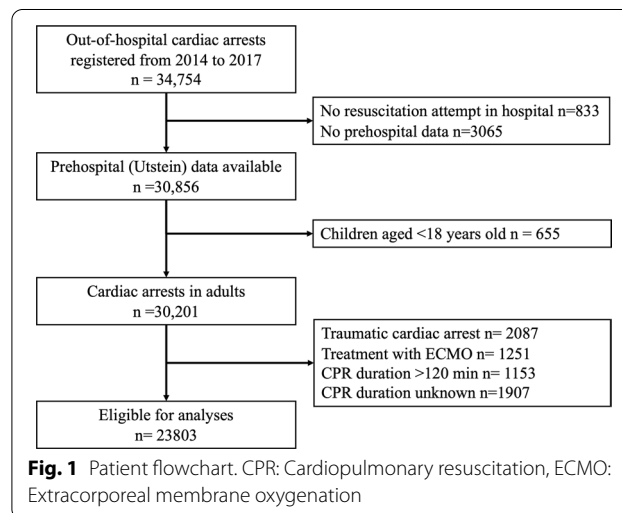 Out-of-hospital cardiac arrests
registered from 2014 to 2017
n = 34,754
No resuscitation attempt in hospital n=833
No prehospital data n=3065
Prehospital (Utstein) data available
n =30,856
Children aged <18 years old n = 655
Cardiac arrests in adults
n =30,201
Traumatic cardiac arrest n= 2087
Treatment with ECMO n= 1251
CPR duration >120 min n= 1153
CPR duration unknown n=1907
Eligible for analyses
n= 23803
Fig. 1 Patient flowchart. CPR: Cardiopulmonary resuscitation, ECMO:
Extracorporeal membrane oxygenation